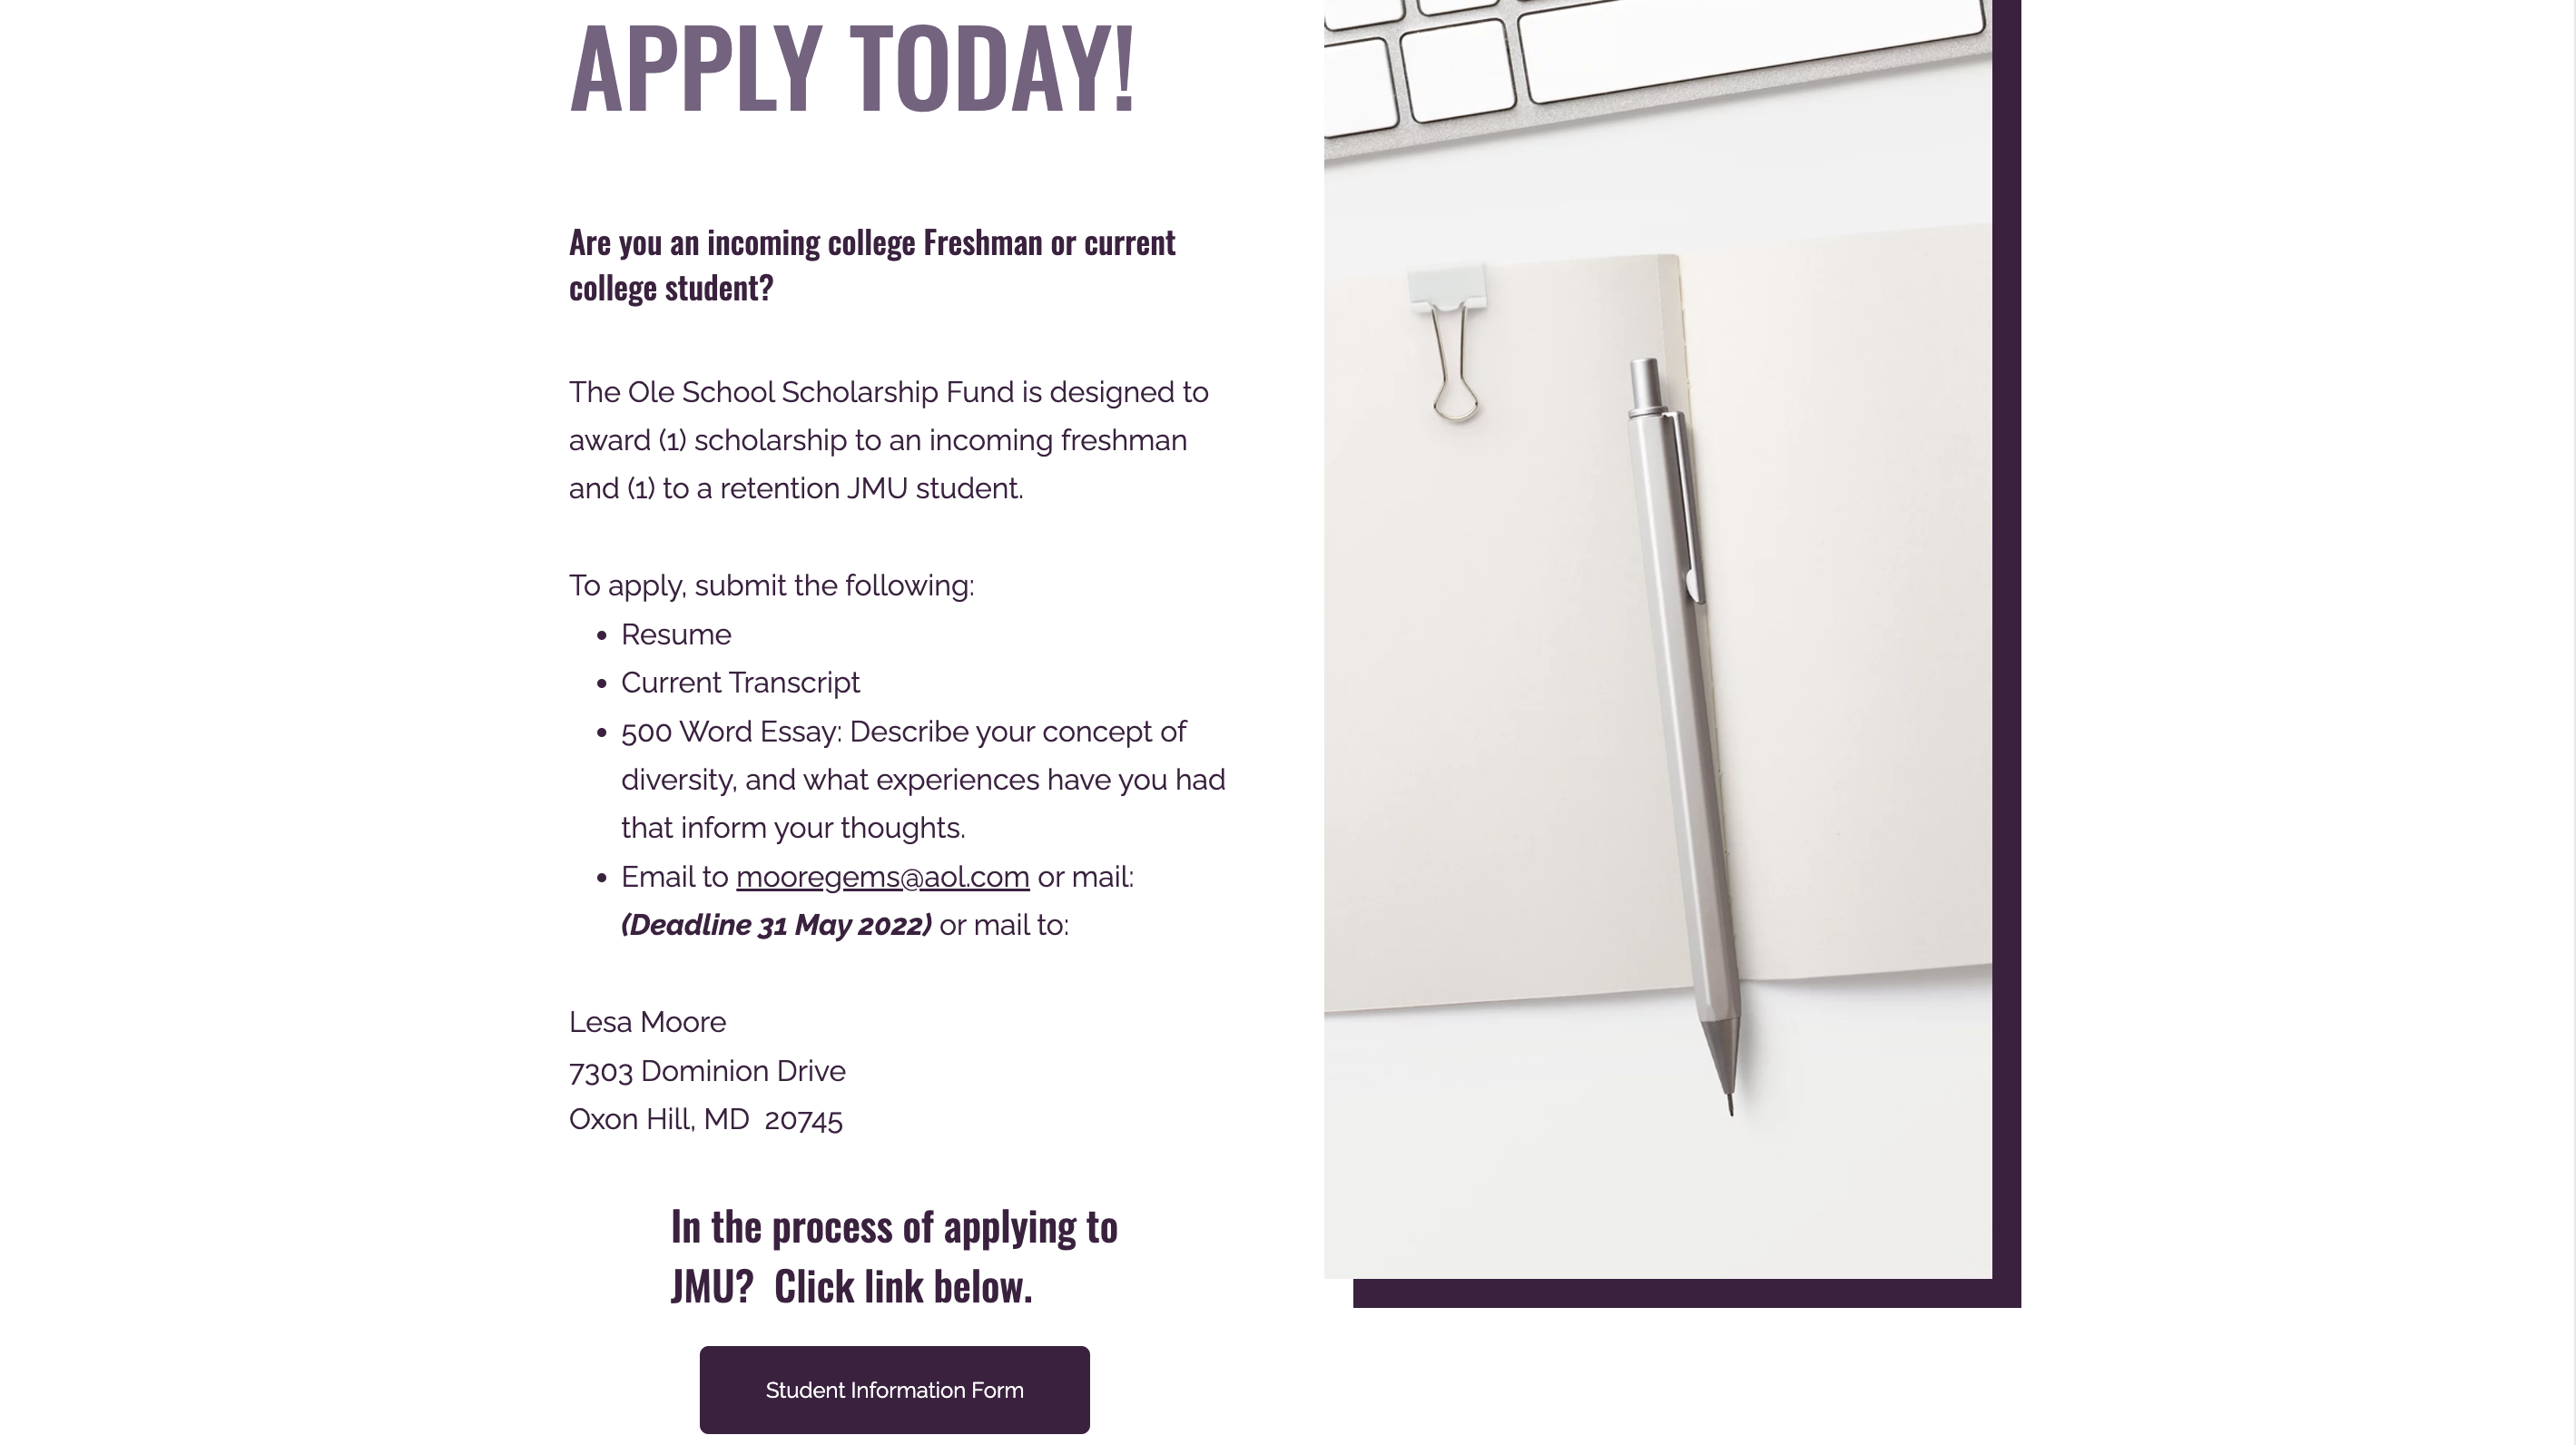 APPLY TODAY!
Are you an incoming college Freshman or current
college student?
The Ole School Scholarship Fund is designed to
award (1) scholarship to an incoming freshman
and (1) to a retention JMU student.
To apply, submit the following:
• Resume
• Current Transcript
• 500 Word Essay: Describe your concept of
diversity, and what experiences have you had
that inform your thoughts.
• Email to mooregems@aol.com or mail:
(Deadline 31 May 2022) or mail to:
Lesa Moore
7303 Dominion Drive
Oxon Hill, MD  20745
In the process of applying to
JMU?  Click link below.
Student Information Form